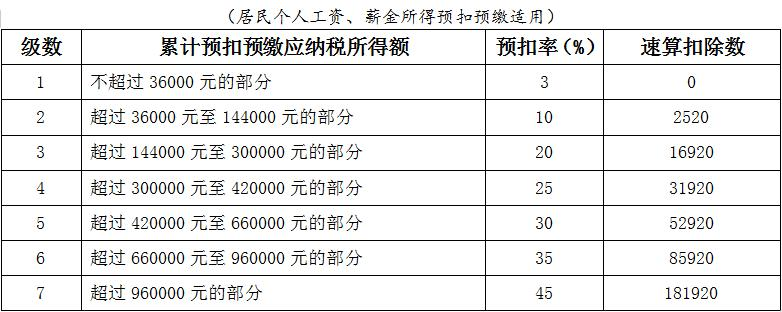 （居民个人工资、薪金所得预扣预缴适用）
级数 累计预扣预缴应纳税所得额 预扣率（%） 速算扣除数
1 不超过 36000 元的部分 3 0
2 超过 36000 元至 144000 元的部分 10 2520
3 超过 144000 元至 300000 元的部分 20 16920
4 超过 300000 元至 420000 元的部分 25 31920
5 超过 420000 元至 660000 元的部分 30 52920
6 超过 660000 元至 960000 元的部分 35 85920
7 超过 960000 元的部分 45 181920